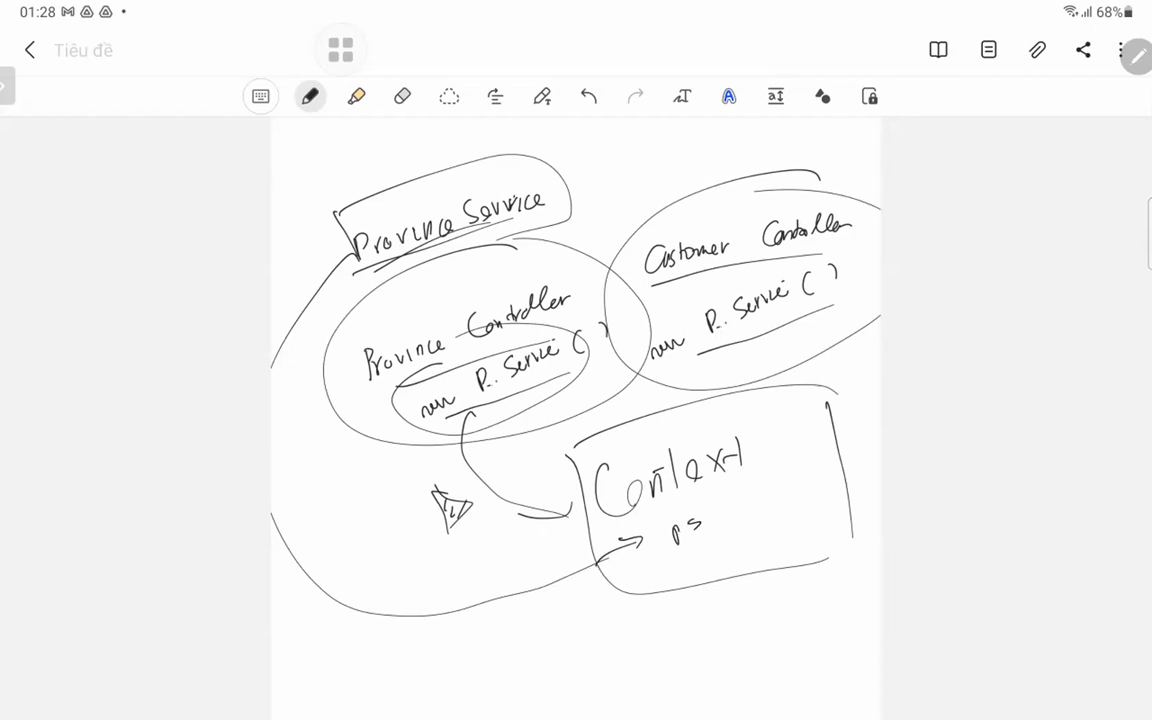 01:28
68%
Tiêu đề
Province Service
Customer Controller
new P.. Service ( )
Province Controller
new P.. Service ( )
Context
ps